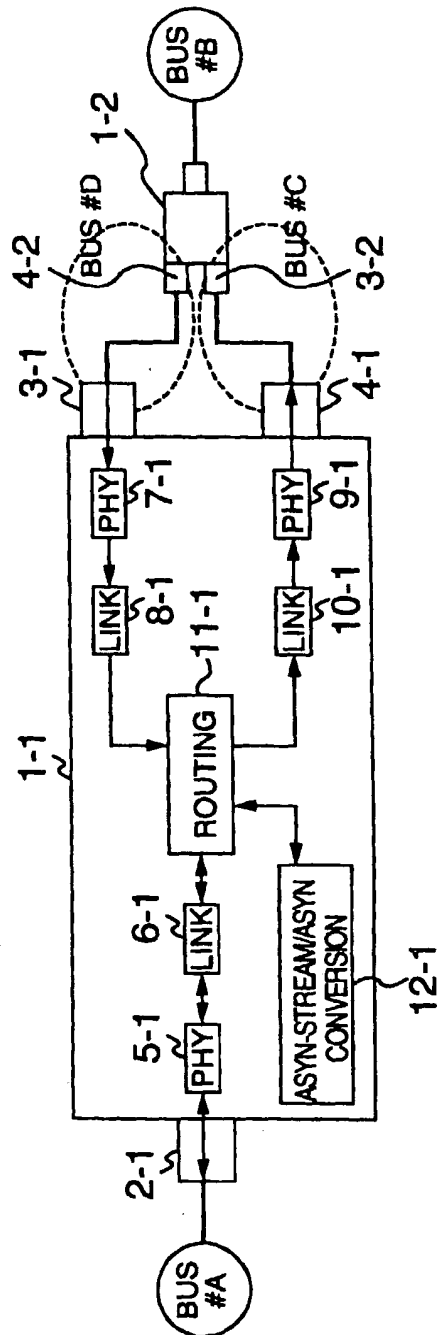 1-1
BUS
#A
2-1
PHY
5-1
LINK
6-1
ROUTING
11-1
ASYN-STREAM/ASYN
CONVERSION
12-1
LINK
8-1
PHY
7-1
3-1
LINK
10-1
PHY
9-1
4-1
BUS #D
4-2
1-2
BUS #C
3-2
BUS
#B